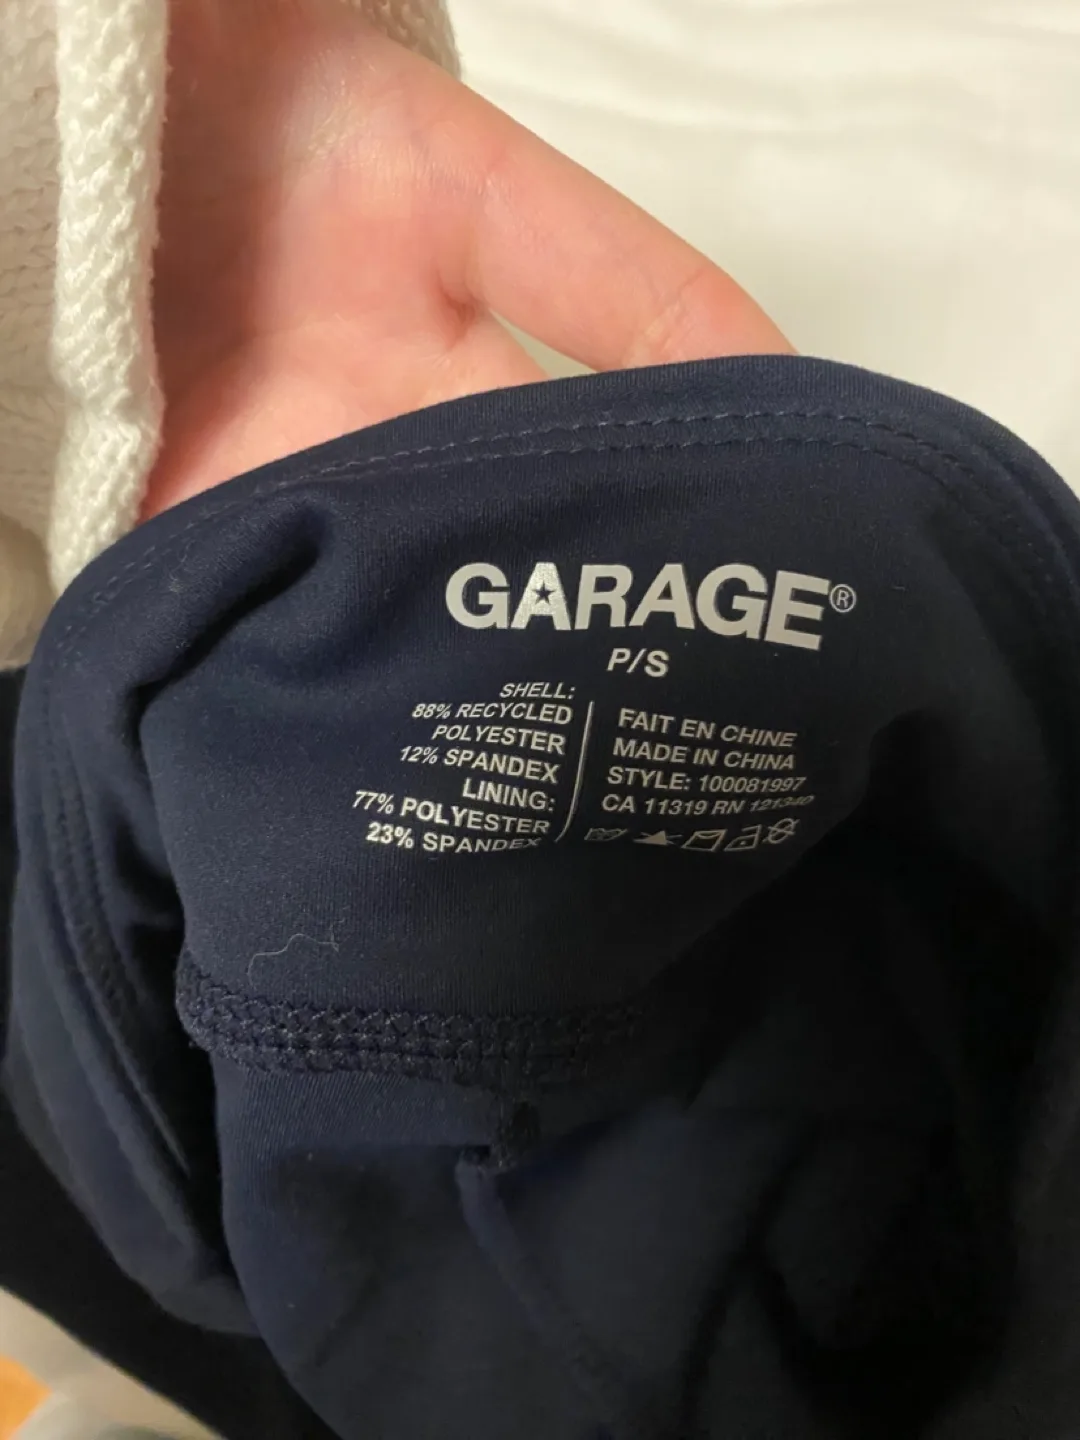 GARAGE®
P/S
SHELL:
88% RECYCLED
POLYESTER
12% SPANDEX
LINING:
77% POLYESTER
23% SPANDEX
FAIT EN CHINE
MADE IN CHINA
STYLE: 100081997
CA 11319 RN 121340